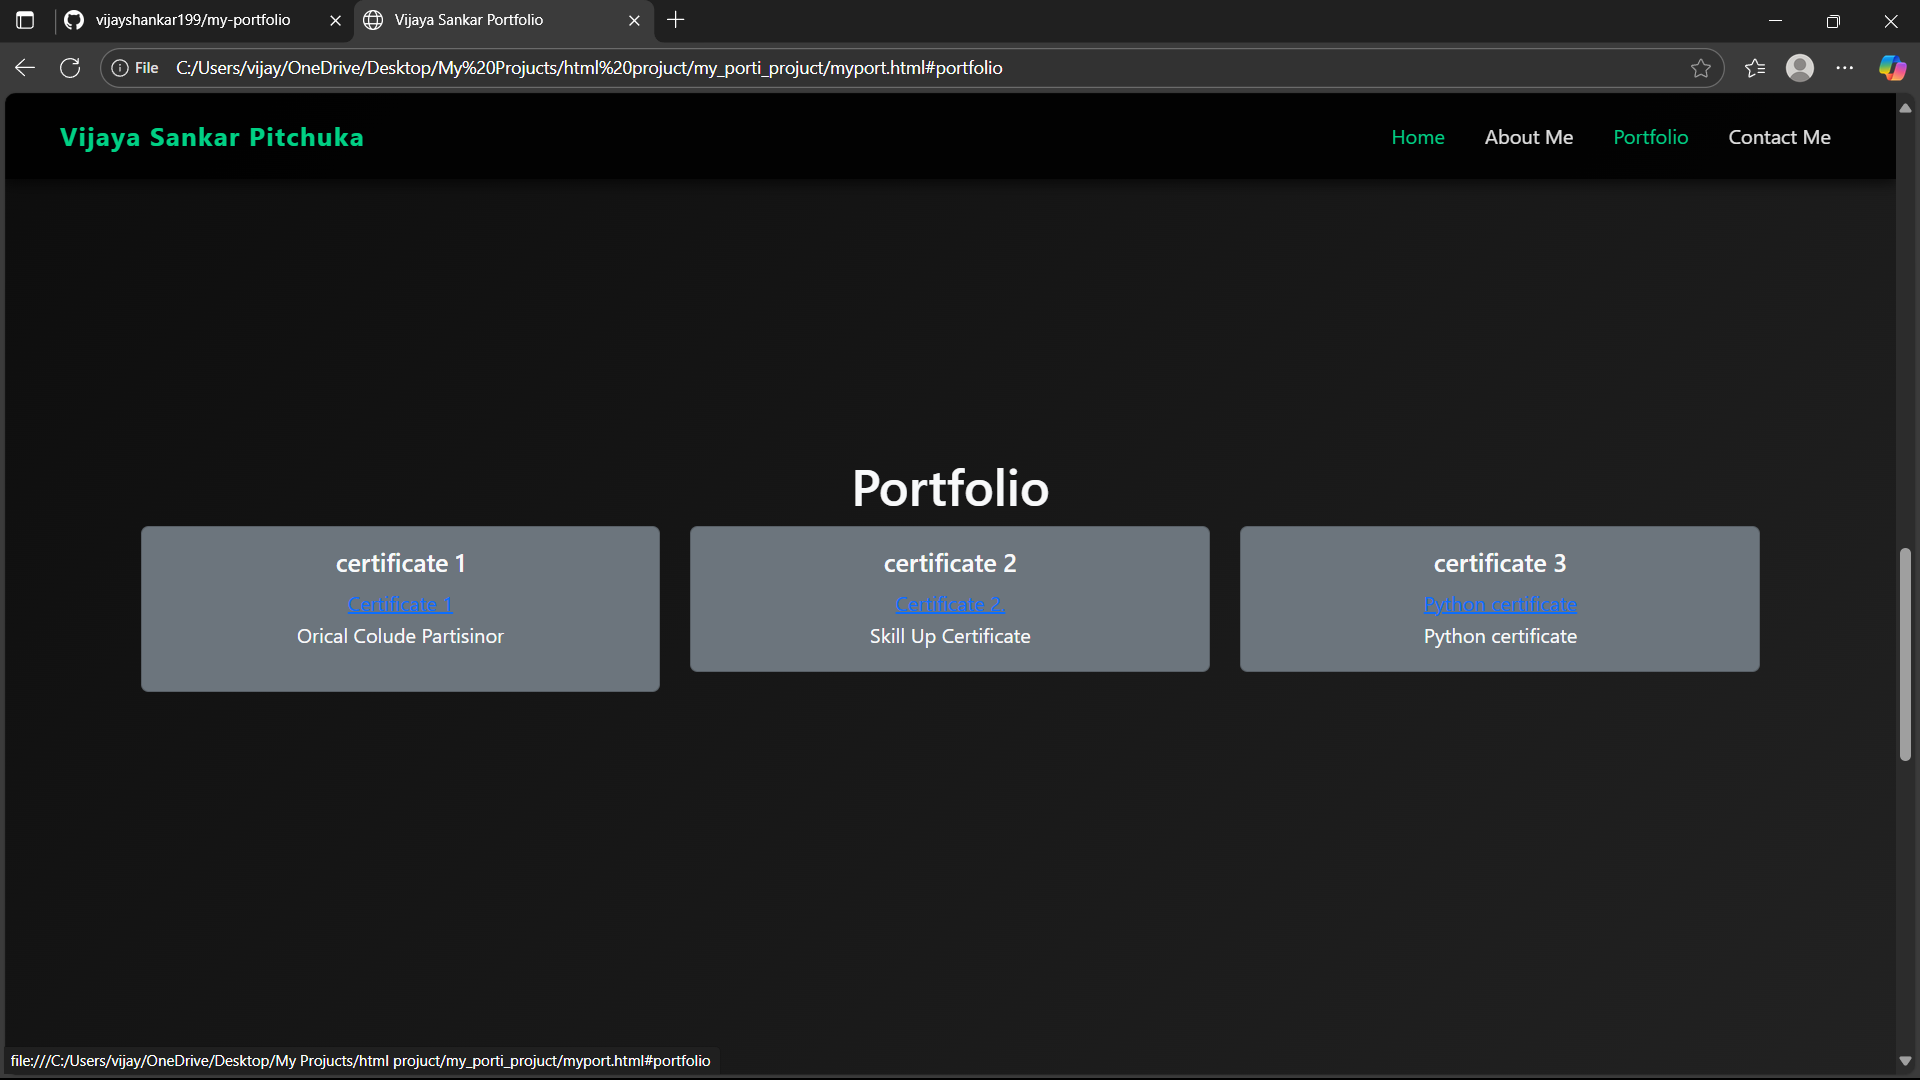 vijayshankar199/my-portfolio
Vijaya Sankar Portfolio
File C:/Users/vijay/OneDrive/Desktop/My%20Projucts/html%20projuct/my_porti_projuct/myport.html#portfolio
Vijaya Sankar Pitchuka
Home About Me Portfolio Contact Me
Portfolio
certificate 1
Certificate 1
Orical Colude Partisinor
certificate 2
Certificate 2.
Skill Up Certificate
certificate 3
Python certificate
Python certificate
file:///C:/Users/vijay/OneDrive/Desktop/My Projucts/html projuct/my_porti_projuct/myport.html#portfolio